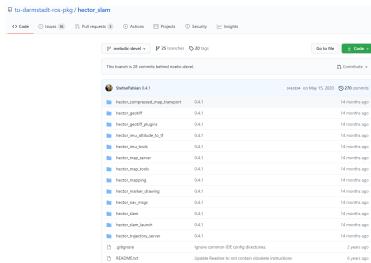 tu-darmstadt-ros-pkg / hector_slam
Code Issues 36 Pull requests 3 Actions Projects Security Insights
melodic-devel 25 branches 20 tags Go to file Code
This branch is 28 commits behind noetic-devel. Contribute
StefanFabian 0.4.1 on May 15, 2020 270 commits
hector_compressed_map_transport 0.4.1 14 months ago
hector_geotiff 0.4.1 14 months ago
hector_geotiff_plugins 0.4.1 14 months ago
hector_imu_attitude_to_tf 0.4.1 14 months ago
hector_imu_tools 0.4.1 14 months ago
hector_map_server 0.4.1 14 months ago
hector_map_tools 0.4.1 14 months ago
hector_mapping 0.4.1 14 months ago
hector_marker_drawing 0.4.1 14 months ago
hector_nav_msgs 0.4.1 14 months ago
hector_slam 0.4.1 14 months ago
hector_slam_launch 0.4.1 14 months ago
hector_trajectory_server 0.4.1 14 months ago
.gitignore Ignore common IDE config directories. 2 years ago
README.txt Update Readme to not contain obsolete instructions 6 years ago